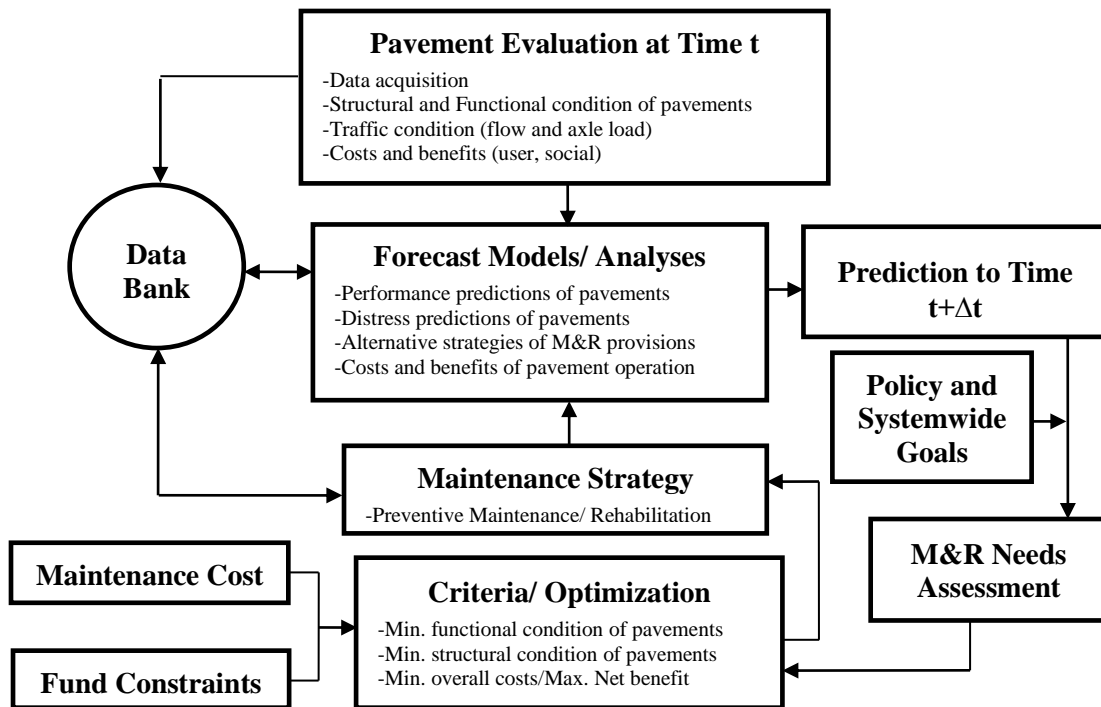 Pavement Evaluation at Time t
-Data acquisition
-Structural and Functional condition of pavements
-Traffic condition (flow and axle load)
-Costs and benefits (user, social)
Data
Bank
Forecast Models/ Analyses
-Performance predictions of pavements
-Distress predictions of pavements
-Alternative strategies of M&R provisions
-Costs and benefits of pavement operation
Prediction to Time
t+Δt
Policy and
Systemwide
Goals
Maintenance Strategy
-Preventive Maintenance/ Rehabilitation
M&R Needs
Assessment
Maintenance Cost
Fund Constraints
Criteria/ Optimization
-Min. functional condition of pavements
-Min. structural condition of pavements
-Min. overall costs/Max. Net benefit